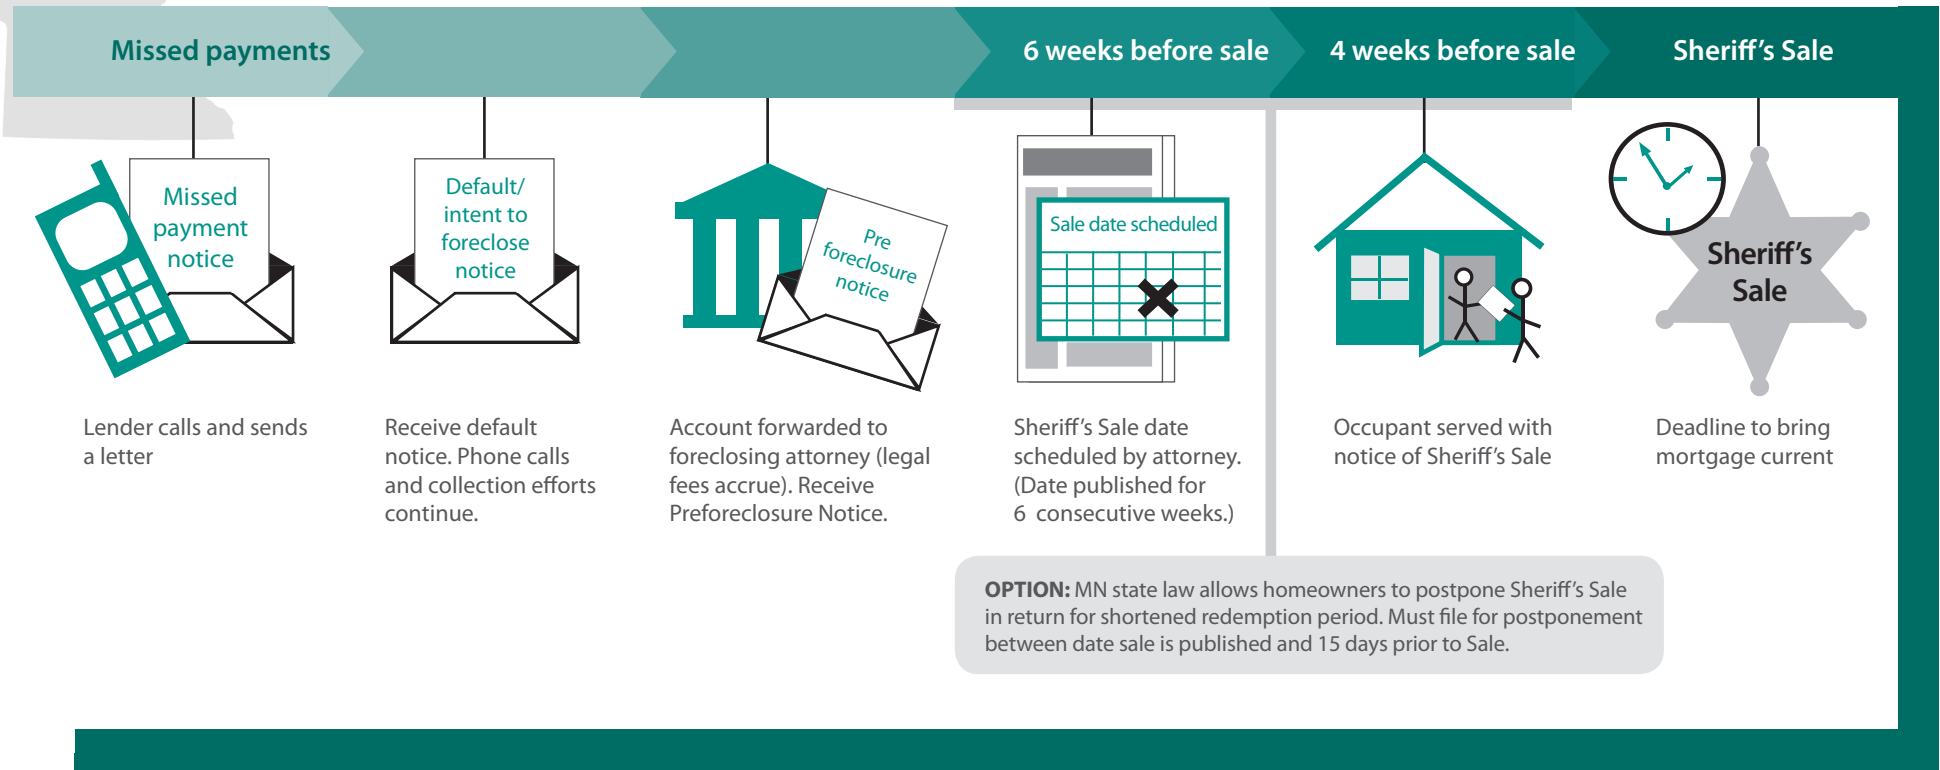 Missed payments
6 weeks before sale
4 weeks before sale
Sheriff's Sale
Missed
payment
notice
Default/
intent to
foreclose
notice
Pre
foreclosure
notice
Sale date scheduled
Sheriff's
Sale
Lender calls and sends
a letter
Receive default
notice. Phone calls
and collection efforts
continue.
Account forwarded to
foreclosing attorney (legal
fees accrue). Receive
Preforeclosure Notice.
Sheriff's Sale date
scheduled by attorney.
(Date published for
6 consecutive weeks.)
Occupant served with
notice of Sheriff's Sale
Deadline to bring
mortgage current
OPTION: MN state law allows homeowners to postpone Sheriff's Sale
in return for shortened redemption period. Must file for postponement
between date sale is published and 15 days prior to Sale.